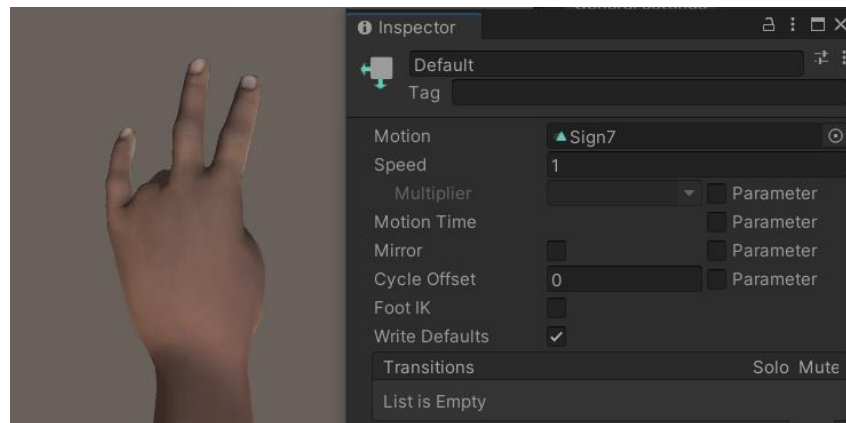 Inspector
Default
Tag
Motion Sign7
Speed 1
Multiplier Parameter
Motion Time Parameter
Mirror Parameter
Cycle Offset 0 Parameter
Foot IK
Write Defaults
Transitions Solo Mute
List is Empty